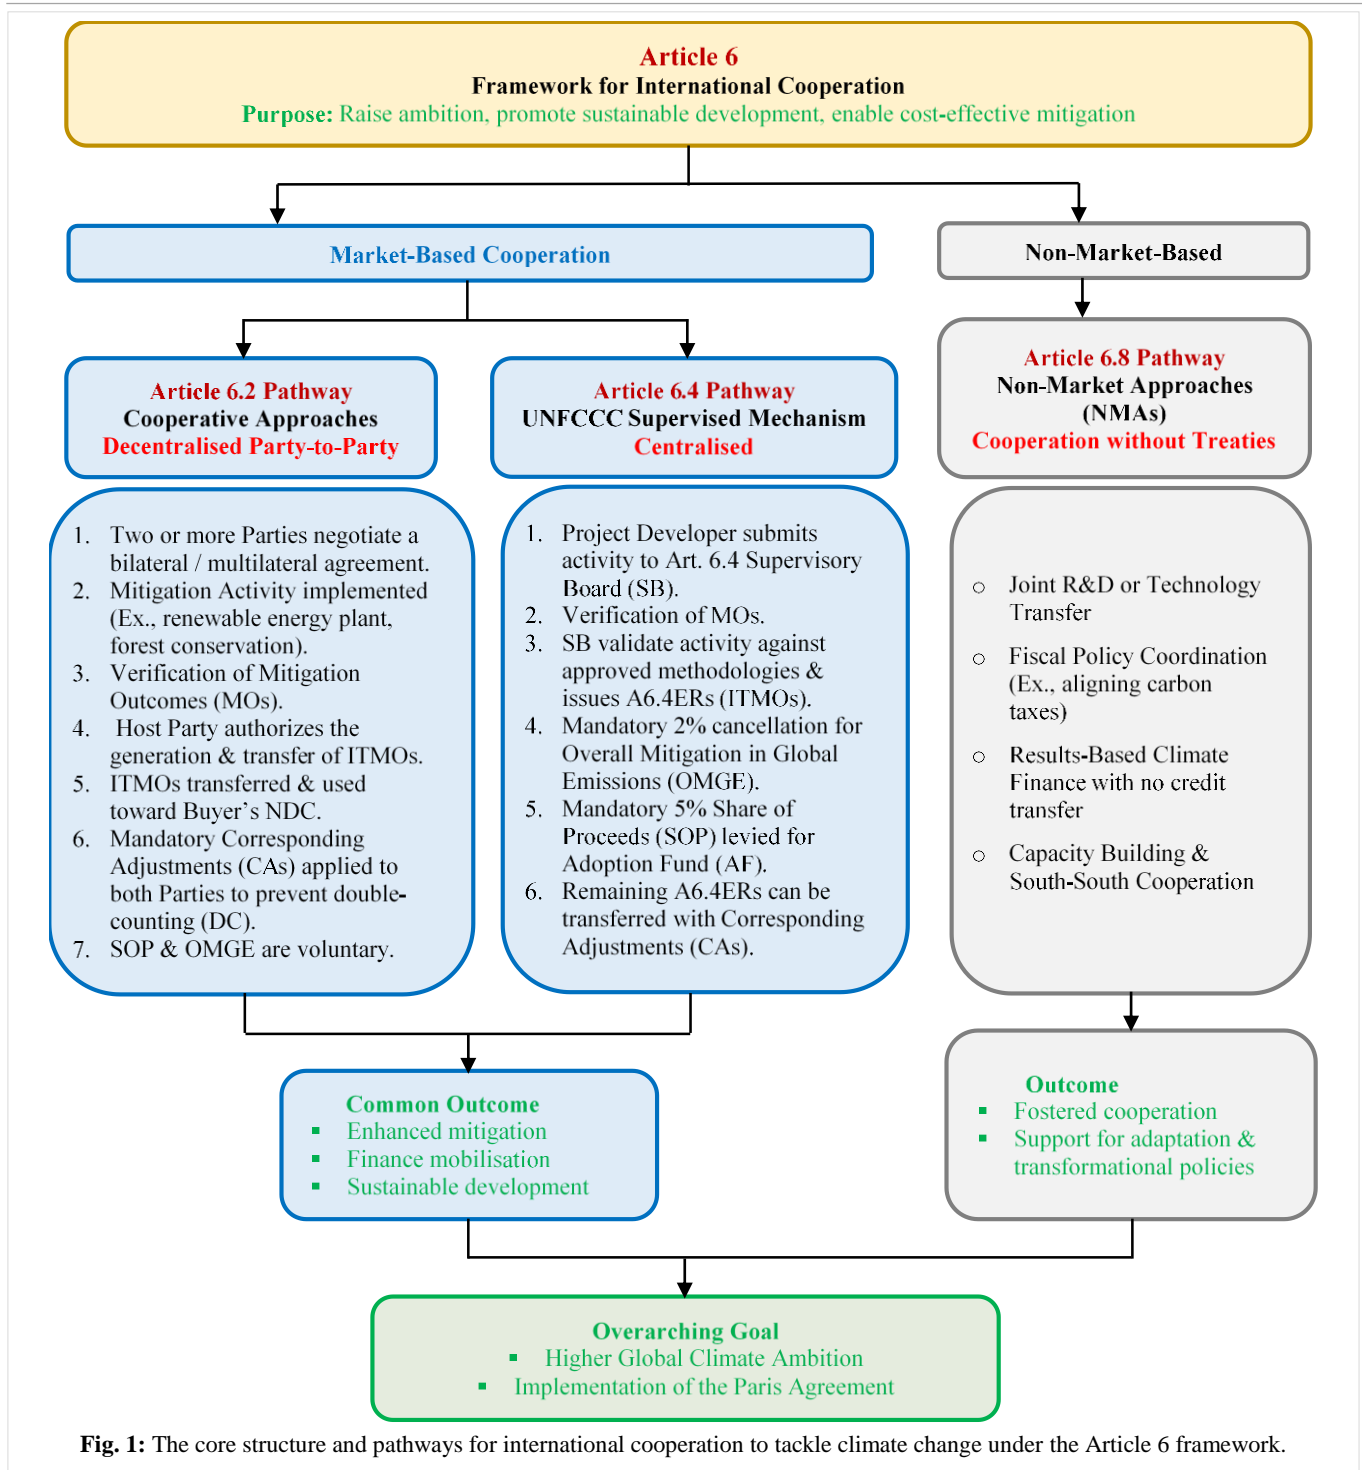 Article 6
Framework for International Cooperation
Purpose: Raise ambition, promote sustainable development, enable cost-effective mitigation
Market-Based Cooperation
Non-Market-Based
Article 6.2 Pathway
Cooperative Approaches
Decentralised Party-to-Party
Article 6.4 Pathway
UNFCCC Supervised Mechanism
Centralised
Article 6.8 Pathway
Non-Market Approaches
(NMAs)
Cooperation without Treaties
1. Two or more Parties negotiate a
bilateral / multilateral agreement.
2. Mitigation Activity implemented
(Ex., renewable energy plant,
forest conservation).
3. Verification of Mitigation
Outcomes (MOs).
4. Host Party authorizes the
generation & transfer of ITMOs.
5. ITMOs transferred & used
toward Buyer's NDC.
6. Mandatory Corresponding
Adjustments (CAs) applied to
both Parties to prevent double-
counting (DC).
7. SOP & OMGE are voluntary.
1. Project Developer submits
activity to Art. 6.4 Supervisory
Board (SB).
2. Verification of MOs.
3. SB validate activity against
approved methodologies &
issues A6.4ERs (ITMOs).
4. Mandatory 2% cancellation for
Overall Mitigation in Global
Emissions (OMGE).
5. Mandatory 5% Share of
Proceeds (SOP) levied for
Adoption Fund (AF).
6. Remaining A6.4ERs can be
transferred with Corresponding
Adjustments (CAs).
○ Joint R&D or Technology
Transfer
○ Fiscal Policy Coordination
(Ex., aligning carbon
taxes)
○ Results-Based Climate
Finance with no credit
transfer
○ Capacity Building &
South-South Cooperation
Common Outcome
▪ Enhanced mitigation
▪ Finance mobilisation
▪ Sustainable development
Outcome
▪ Fostered cooperation
▪ Support for adaptation &
transformational policies
Overarching Goal
▪ Higher Global Climate Ambition
▪ Implementation of the Paris Agreement
Fig. 1: The core structure and pathways for international cooperation to tackle climate change under the Article 6 framework.